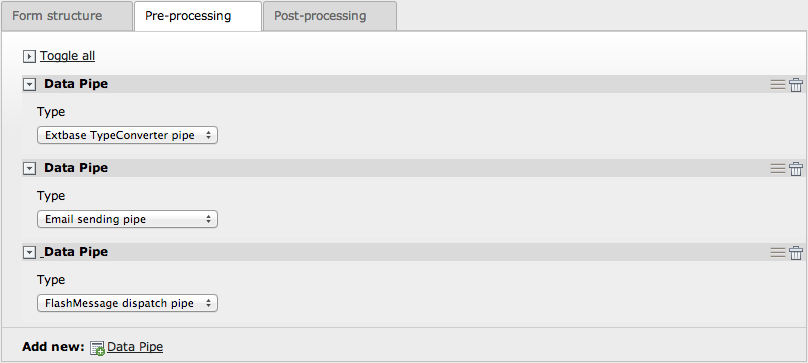 Form structure Pre-processing Post-processing
Toggle all
Data Pipe
Type
Extbase TypeConverter pipe
Data Pipe
Type
Email sending pipe
Data Pipe
Type
FlashMessage dispatch pipe
Add new: Data Pipe